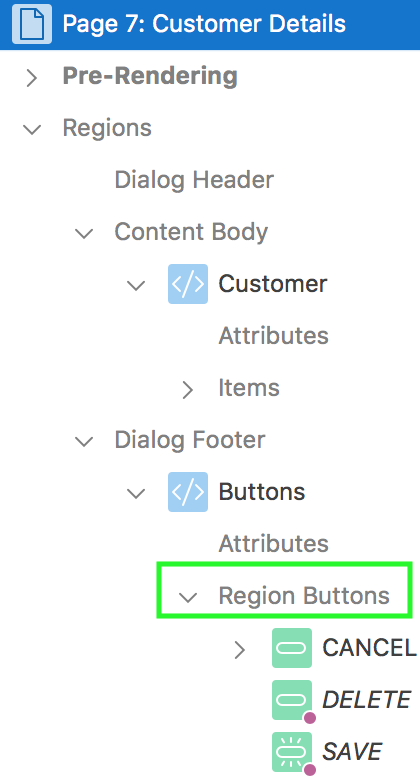 Page 7: Customer Details
Pre-Rendering
Regions
Dialog Header
Content Body
Customer
Attributes
Items
Dialog Footer
Buttons
Attributes
Region Buttons
CANCEL
DELETE
SAVE